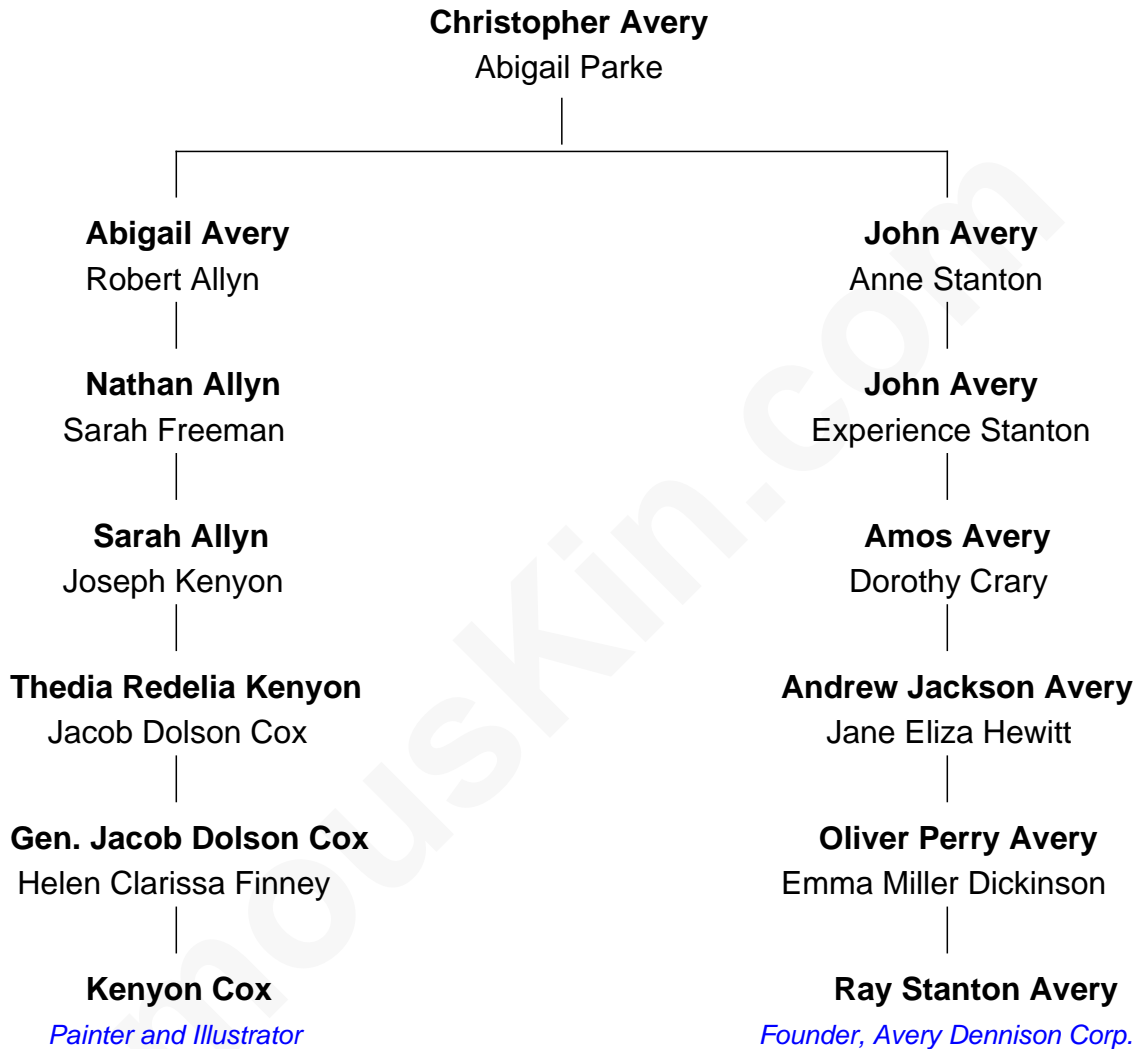 Christopher Avery
Abigail Parke
Abigail Avery
Robert Allyn
John Avery
Anne Stanton
Nathan Allyn
Sarah Freeman
John Avery
Experience Stanton
Sarah Allyn
Joseph Kenyon
Amos Avery
Dorothy Crary
Thedia Redelia Kenyon
Jacob Dolson Cox
Andrew Jackson Avery
Jane Eliza Hewitt
Gen. Jacob Dolson Cox
Helen Clarissa Finney
Oliver Perry Avery
Emma Miller Dickinson
Kenyon Cox
Painter and Illustrator
Ray Stanton Avery
Founder, Avery Dennison Corp.
mousKin.com